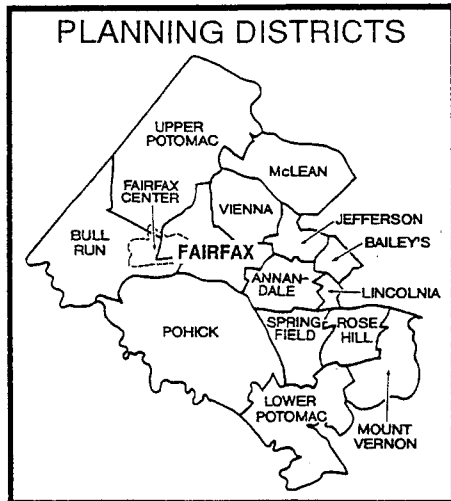 PLANNING DISTRICTS
UPPER
POTOMAC
McLEAN
FAIRFAX
CENTER
VIENNA
JEFFERSON
BULL
RUN
FAIRFAX
BAILEY'S
ANNAN-
DALE
LINCOLNIA
POHICK
SPRING
FIELD
ROSE
HILL
LOWER
POTOMAC
MOUNT
VERNON